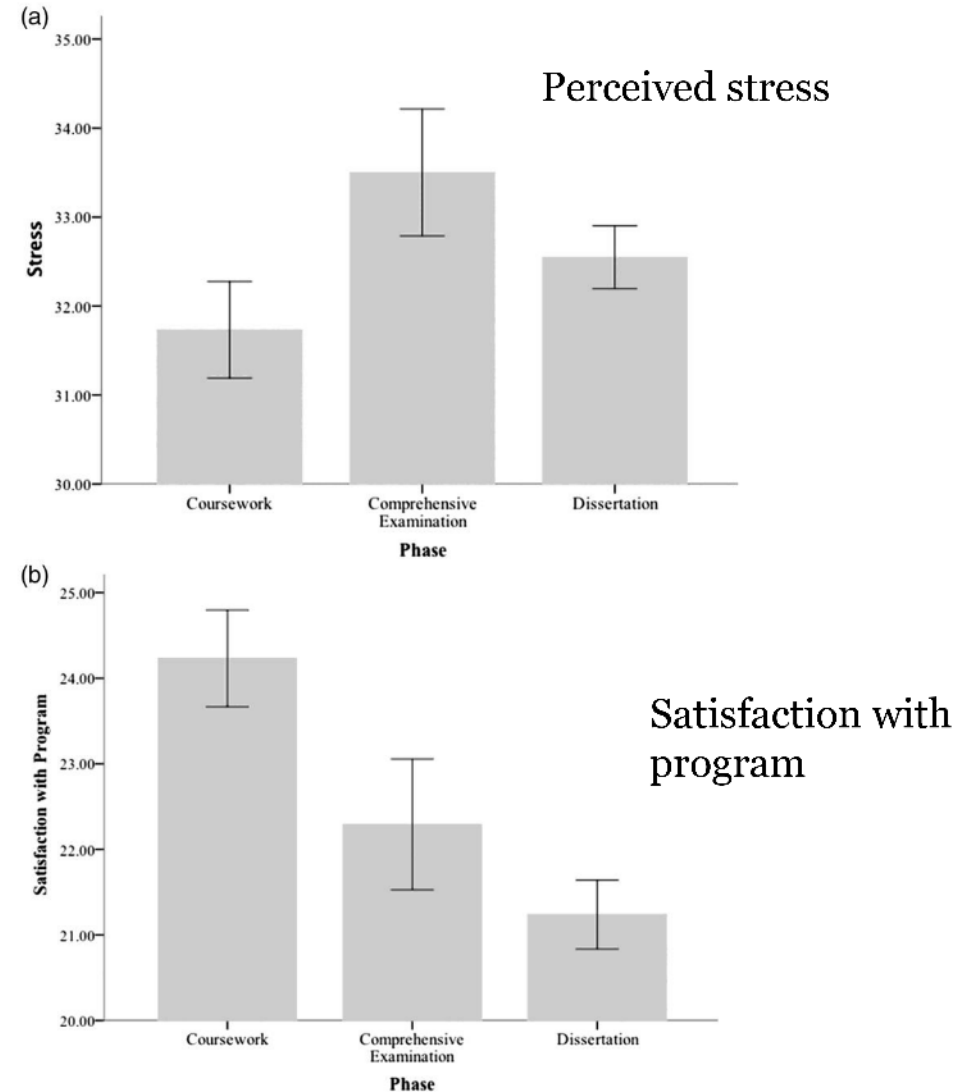 (a)
35.00
Perceived stress
34.00
33.00
Stress
32.00
31.00
30.00
Coursework
Comprehensive
Examination
Dissertation
Phase
(b)
25.00
24.00
Satisfaction with
program
23.00
Satisfaction with Program
22.00
21.00
20.00
Coursework
Comprehensive
Examination
Dissertation
Phase